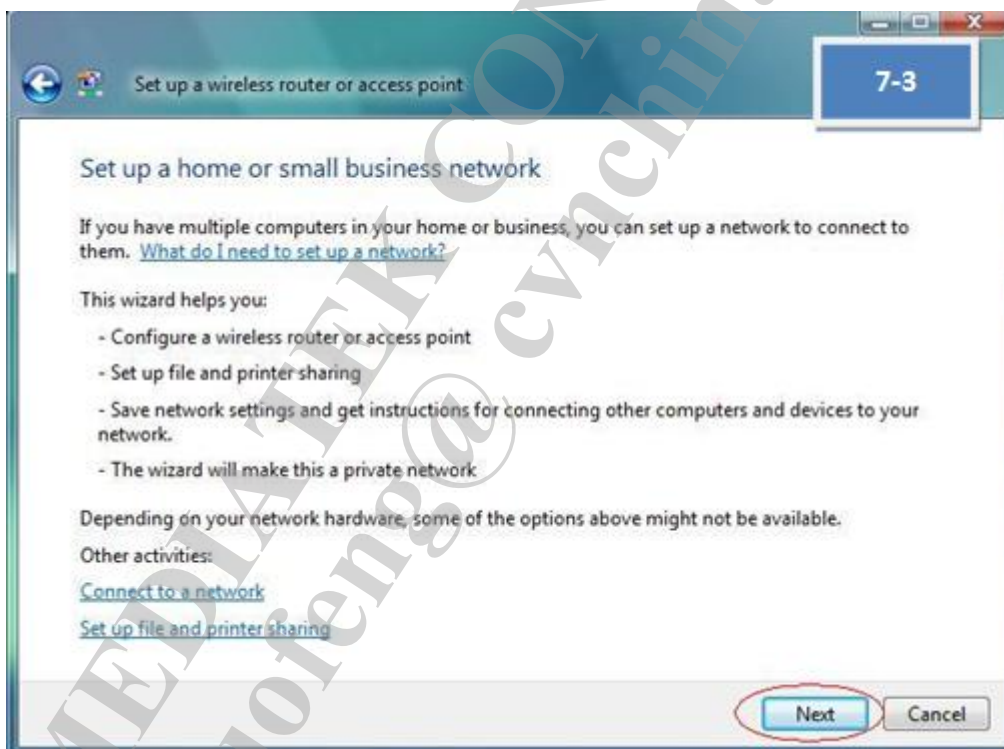 Set up a wireless router or access point
7-3
Set up a home or small business network
If you have multiple computers in your home or business, you can set up a network to connect to
them. What do I need to set up a network?
This wizard helps you:
- Configure a wireless router or access point
- Set up file and printer sharing
- Save network settings and get instructions for connecting other computers and devices to your
network.
- The wizard will make this a private network
Depending on your network hardware, some of the options above might not be available.
Other activities:
Connect to a network
Set up file and printer sharing
Next
Cancel
MEDIATEK CON
ofeng@cvnchina